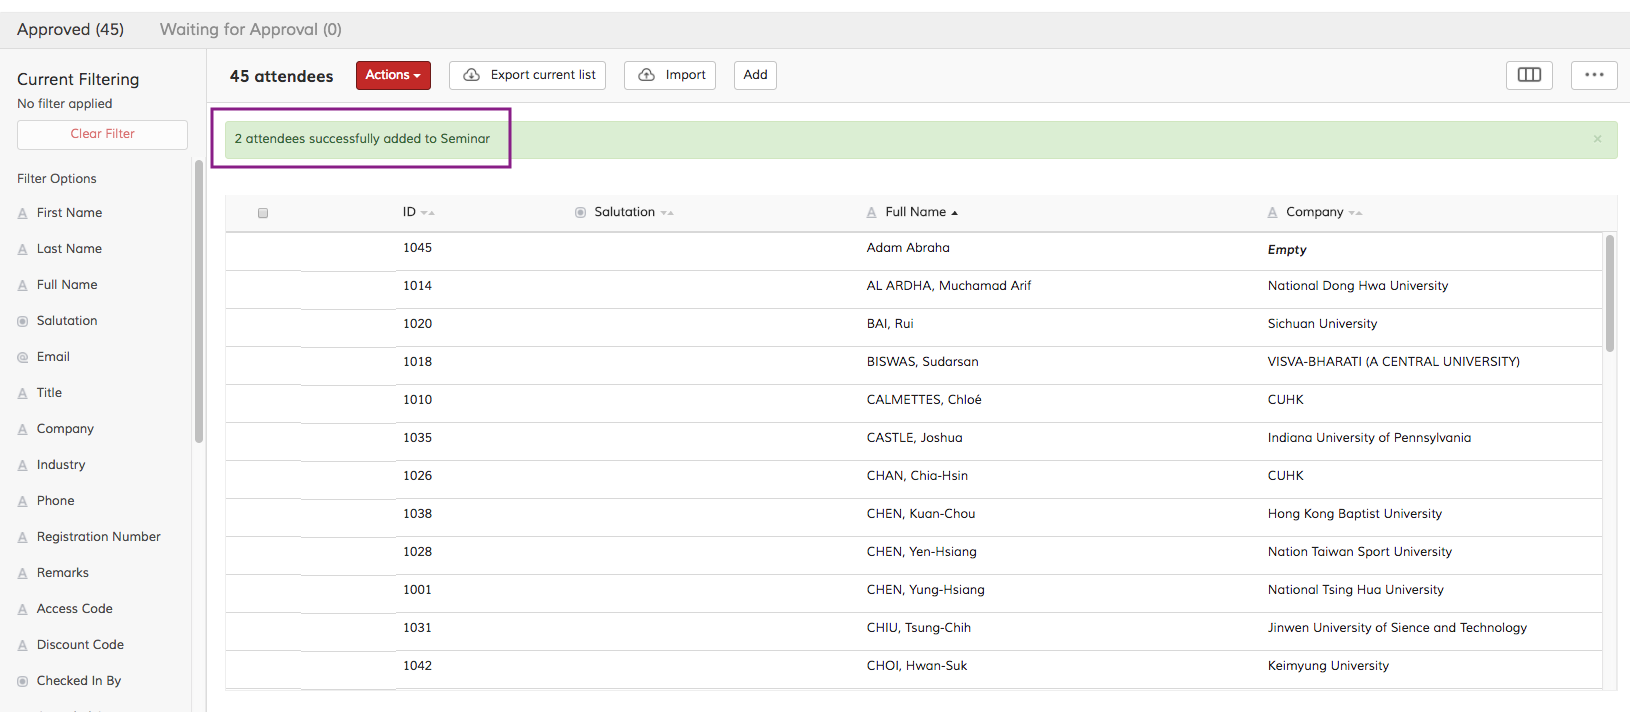 Approved (45) Waiting for Approval (0)
Current Filtering
No filter applied
Clear Filter
Filter Options
First Name
Last Name
Full Name
Salutation
Email
Title
Company
Industry
Phone
Registration Number
Remarks
Access Code
Discount Code
Checked In By
45 attendees Actions Export current list Import Add
2 attendees successfully added to Seminar ×
ID Salutation Full Name Company
1045 Adam Abraha Empty
1014 AL ARDHA, Muchamad Arif National Dong Hwa University
1020 BAI, Rui Sichuan University
1018 BISWAS, Sudarsan VISVA-BHARATI (A CENTRAL UNIVERSITY)
1010 CALMETTES, Chloé CUHK
1035 CASTLE, Joshua Indiana University of Pennsylvania
1026 CHAN, Chia-Hsin CUHK
1038 CHEN, Kuan-Chou Hong Kong Baptist University
1028 CHEN, Yen-Hsiang Nation Taiwan Sport University
1001 CHEN, Yung-Hsiang National Tsing Hua University
1031 CHIU, Tsung-Chih Jinwen University of Sience and Technology
1042 CHOI, Hwan-Suk Keimyung University